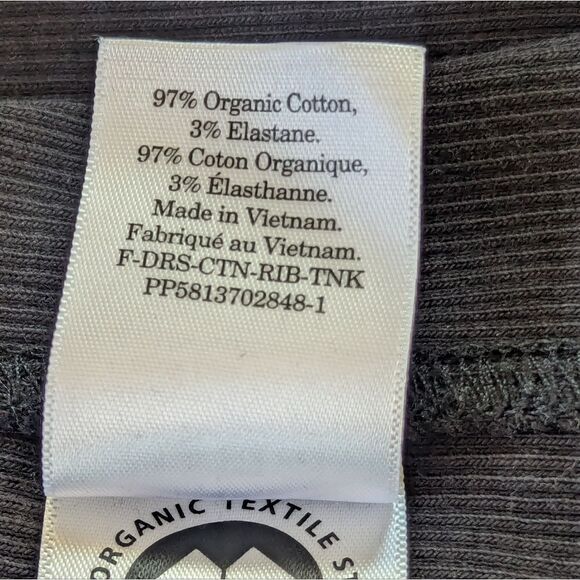 97% Organic Cotton,
3% Elastane.
97% Coton Organique,
3% Élasthanne.
Made in Vietnam.
Fabriqué au Vietnam.
F-DRS-CTN-RIB-TNK
PP5813702848-1
ORGANIC TEXTILE